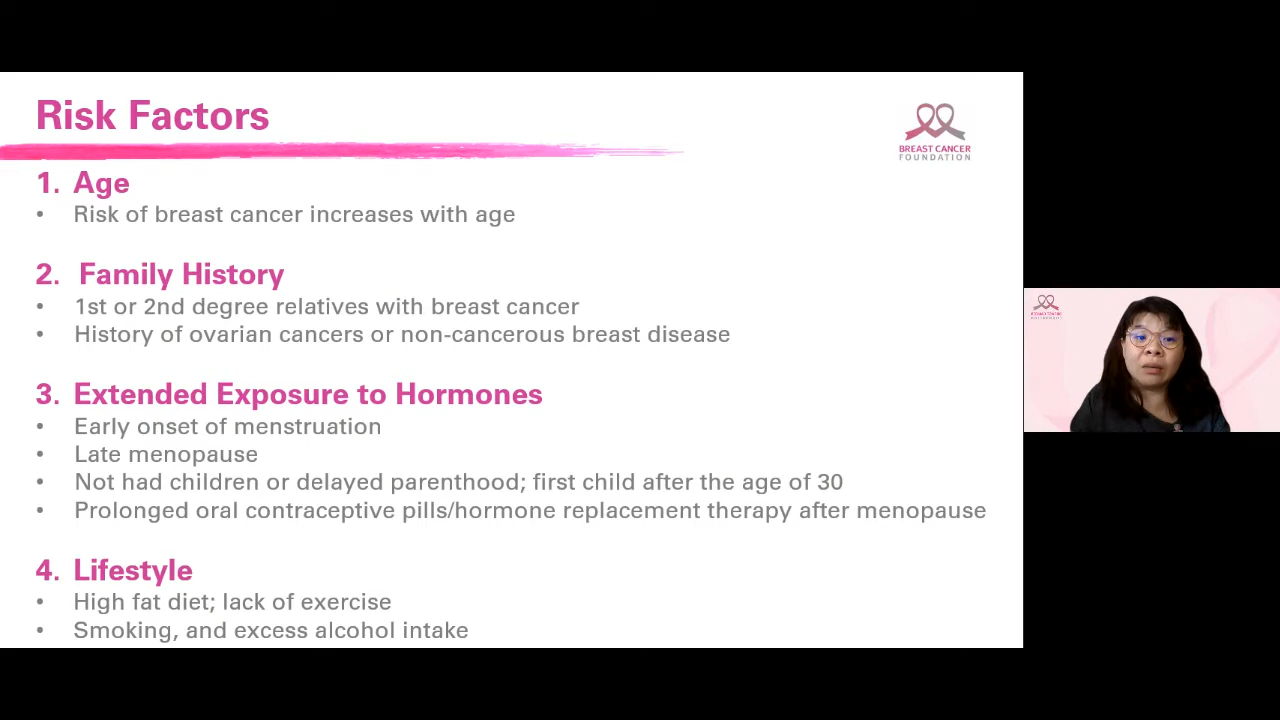 Risk Factors
BREAST CANCER
FOUNDATION
1. Age
• Risk of breast cancer increases with age
2. Family History
• 1st or 2nd degree relatives with breast cancer
• History of ovarian cancers or non-cancerous breast disease
3. Extended Exposure to Hormones
• Early onset of menstruation
• Late menopause
• Not had children or delayed parenthood; first child after the age of 30
• Prolonged oral contraceptive pills/hormone replacement therapy after menopause
4. Lifestyle
• High fat diet; lack of exercise
• Smoking, and excess alcohol intake